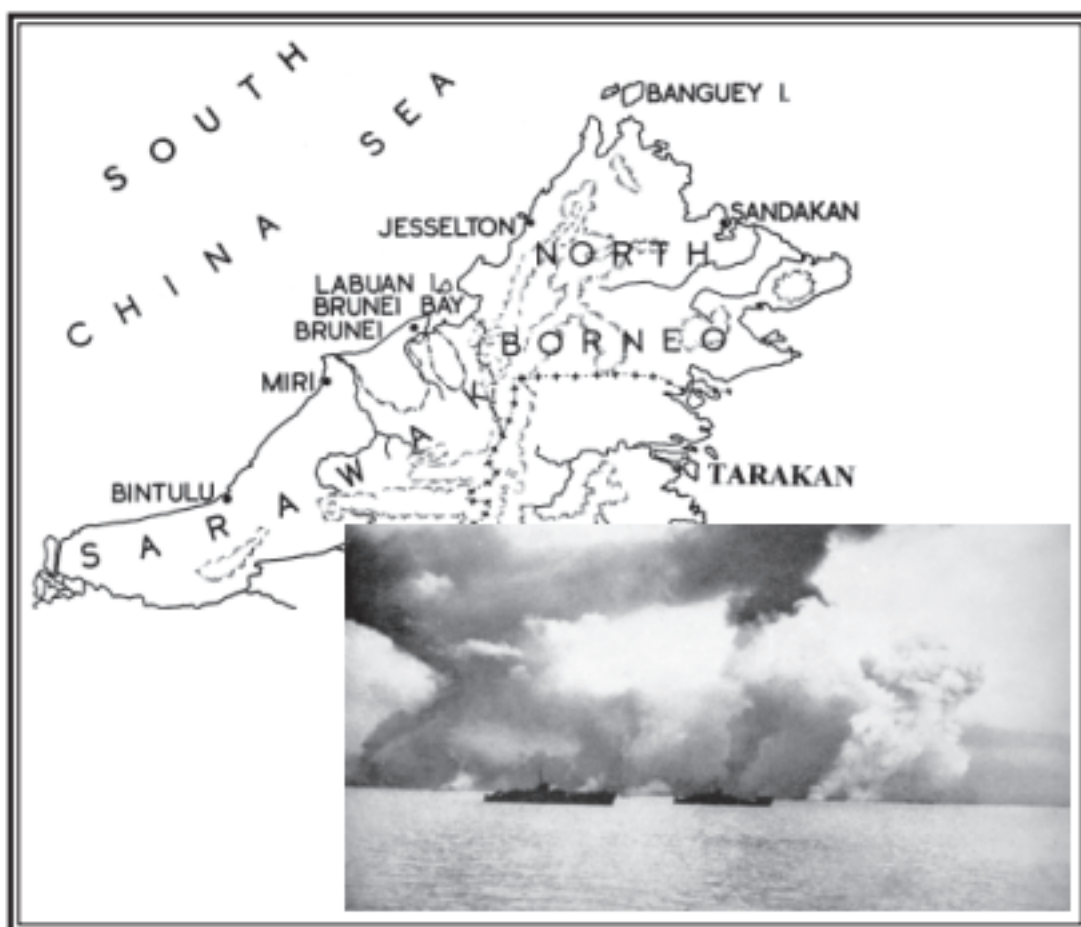 SOUTH
CHINA SEA
BANGUEY I.
JESSELTON
SANDAKAN
NORTH
LABUAN I.
BRUNEI BAY
BRUNEI
BORNEO
MIRI
TARAKAN
BINTULU
SARAWAK